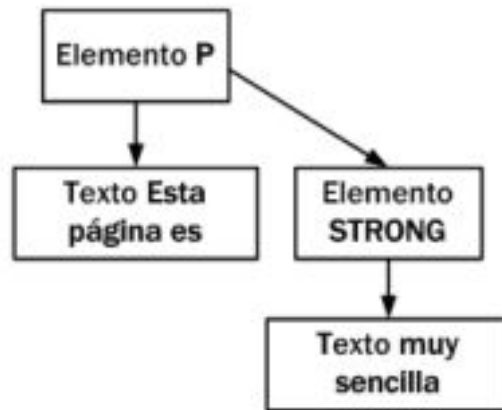 Elemento P
Texto Esta
página es
Elemento
STRONG
Texto muy
sencilla